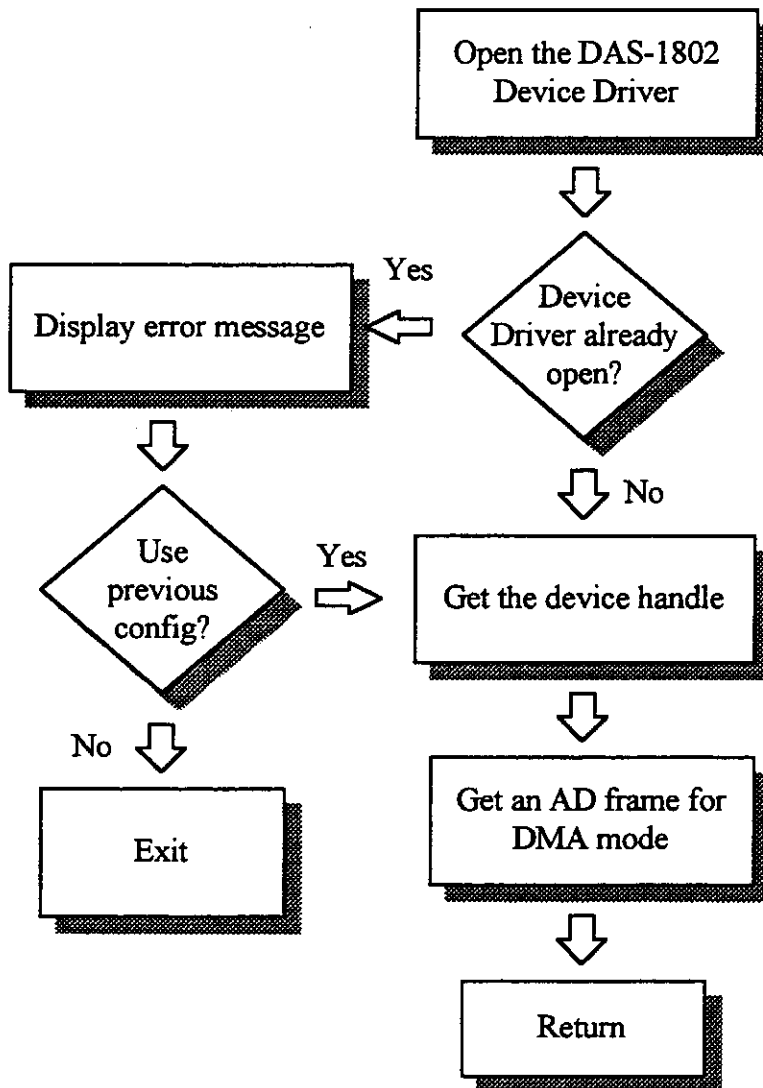 Open the DAS-1802
Device Driver
Yes
Device
Driver already
open?
Display error message
No
Use
previous
config?
Yes
Get the device handle
No
Exit
Get an AD frame for
DMA mode
Return